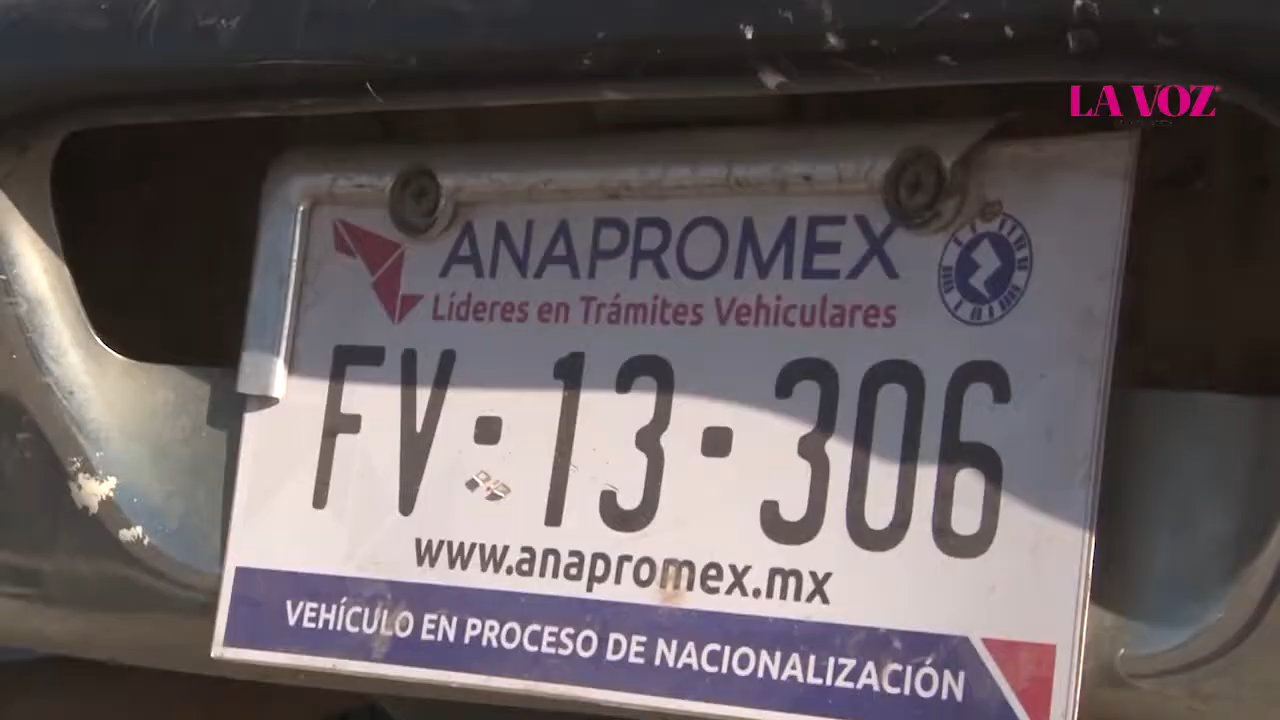 LA VOZ
ANAPROMEX
Líderes en Trámites Vehiculares
FV·13·306
www.anapromex.mx
VEHÍCULO EN PROCESO DE NACIONALIZACIÓN